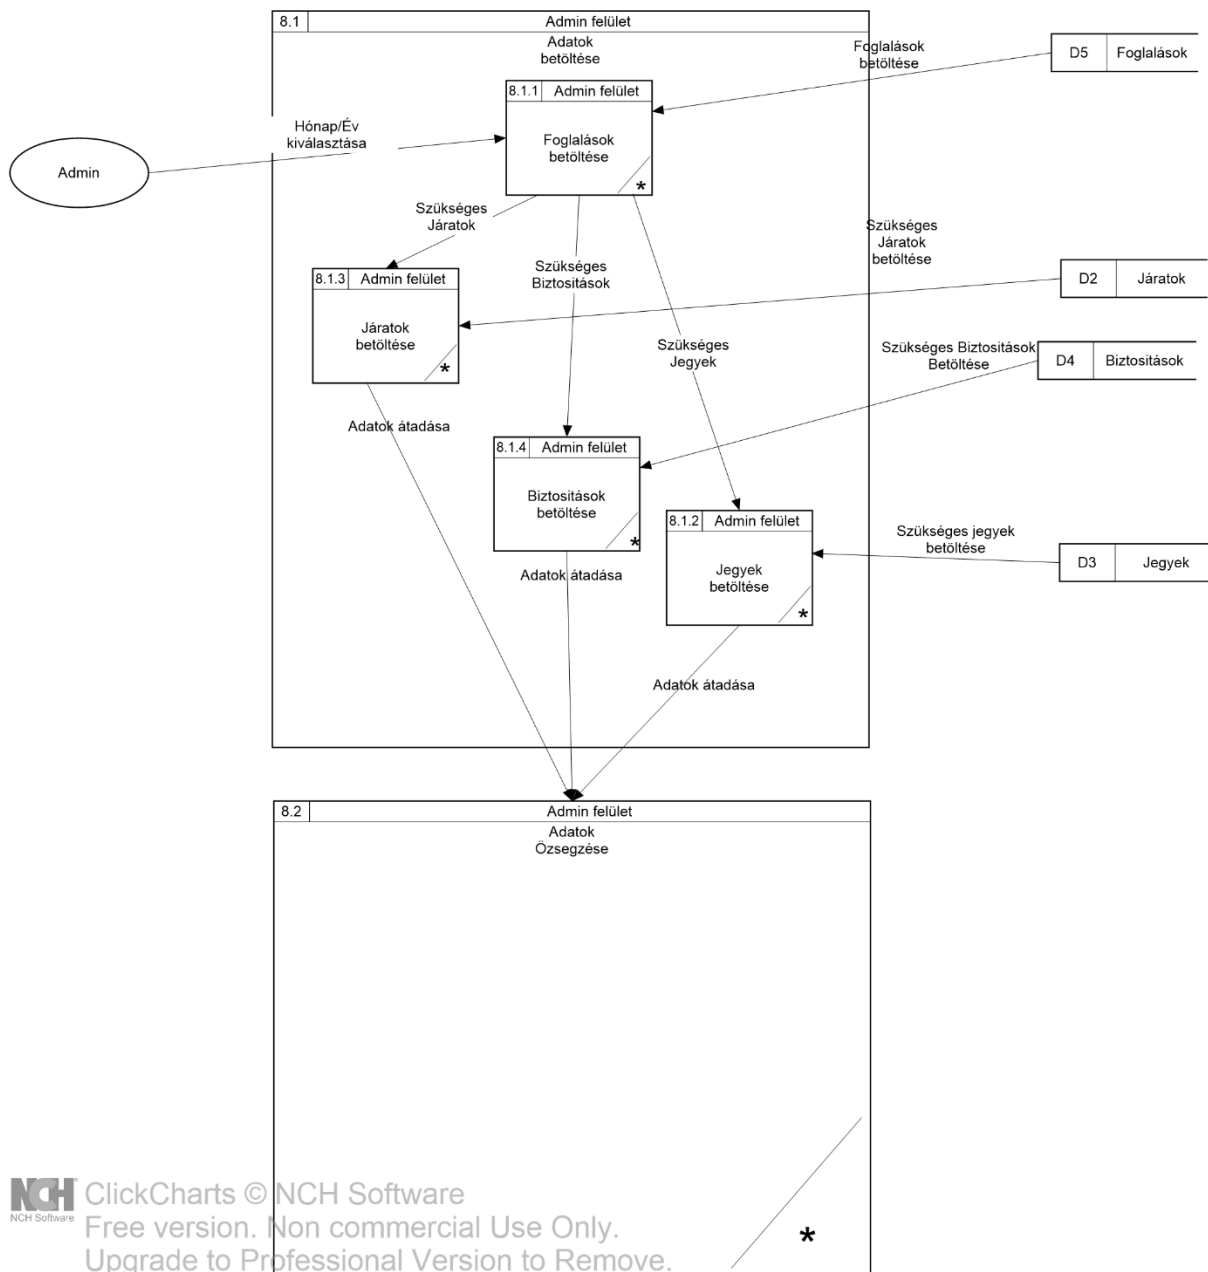 8.1 Admin felület
Adatok
betöltése
Foglalások
betöltése
D5 Foglalások
8.1.1 Admin felület
Foglalások
betöltése
*
Hónap/Év
kiválasztása
Admin
Szükséges
Járatok
Szükséges
Biztositások
Szükséges
Jegyek
Szükséges
Járatok
betöltése
D2 Járatok
8.1.3 Admin felület
Járatok
betöltése
*
Szükséges Biztositások
Betöltése
D4 Biztositások
Adatok átadása
8.1.4 Admin felület
Biztositások
betöltése
*
8.1.2 Admin felület
Jegyek
betöltése
*
Szükséges jegyek
betöltése
D3 Jegyek
Adatok átadása
Adatok átadása
8.2 Admin felület
Adatok
Özsegzése
*
NCH
NCH Software
ClickCharts © NCH Software
Free version. Non commercial Use Only.
Upgrade to Professional Version to Remove.